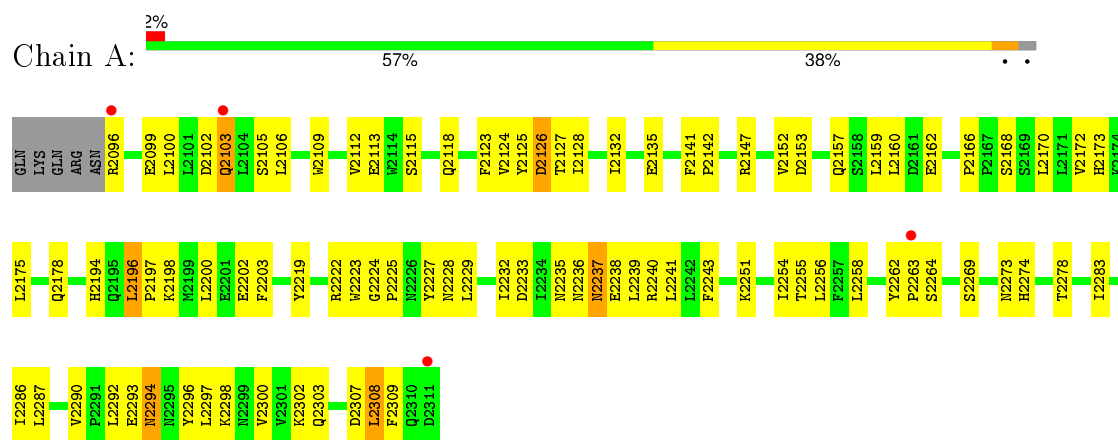 2%
Chain A:
57% 38% • •
GLN LYS GLN ARG ASN R2096 E2099 L2100 L2101 D2102 Q2103 L2104 S2105 L2106 W2109 V2112 E2113 W2114 S2115 Q2118 F2123 V2124 Y2125 D2126 T2127 I2128 I2132 E2135 F2141 P2142 R2147 V2152 D2153 Q2157 S2158 L2159 L2160 D2161 E2162 P2166 P2167 S2168 S2169 L2170 L2171 V2172 H2173 K2174
L2175 Q2178 H2194 Q2195 L2196 P2197 K2198 M2199 L2200 E2201 E2202 F2203 Y2219 R2222 W2223 G2224 P2225 N2226 Y2227 N2228 L2229 I2232 D2233 I2234 N2235 N2236 N2237 E2238 L2239 R2240 L2241 L2242 F2243 K2251 I2254 T2255 L2256 F2257 L2258 Y2262 P2263 S2264 S2269 N2273 H2274 T2278 I2283
I2286 L2287 V2290 P2291 L2292 E2293 N2294 N2295 Y2296 L2297 K2298 N2299 V2300 V2301 K2302 Q2303 D2307 L2308 F2309 Q2310 D2311